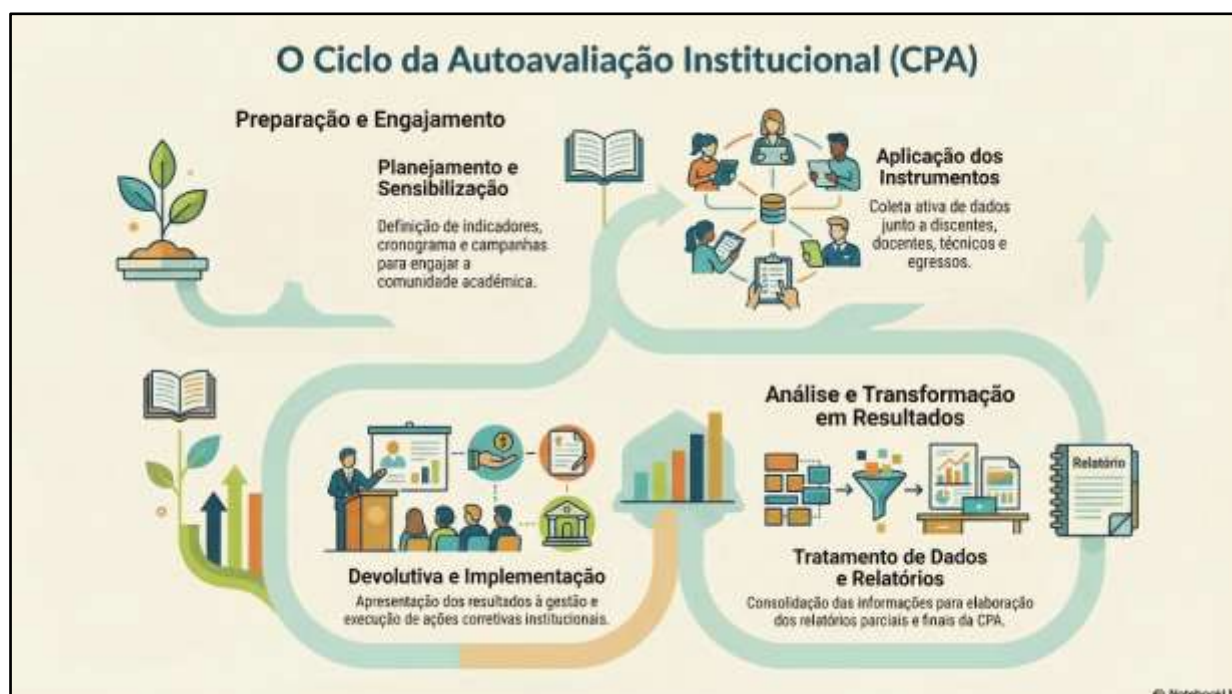 O Ciclo da Autoavaliação Institucional (CPA)
Preparação e Engajamento
Planejamento e
Sensibilização
Definição de indicadores,
cronograma e campanhas
para engajar a
comunidade acadêmica.
Aplicação dos
Instrumentos
Coleta ativa de dados
junto a discentes,
docentes, técnicos e
egressos.
Análise e Transformação
em Resultados
Relatório
Tratamento de Dados
e Relatórios
Consolidação das informações para elaboração
dos relatórios parciais e finais da CPA.
Devolutiva e Implementação
Apresentação dos resultados à gestão e
execução de ações corretivas institucionais.